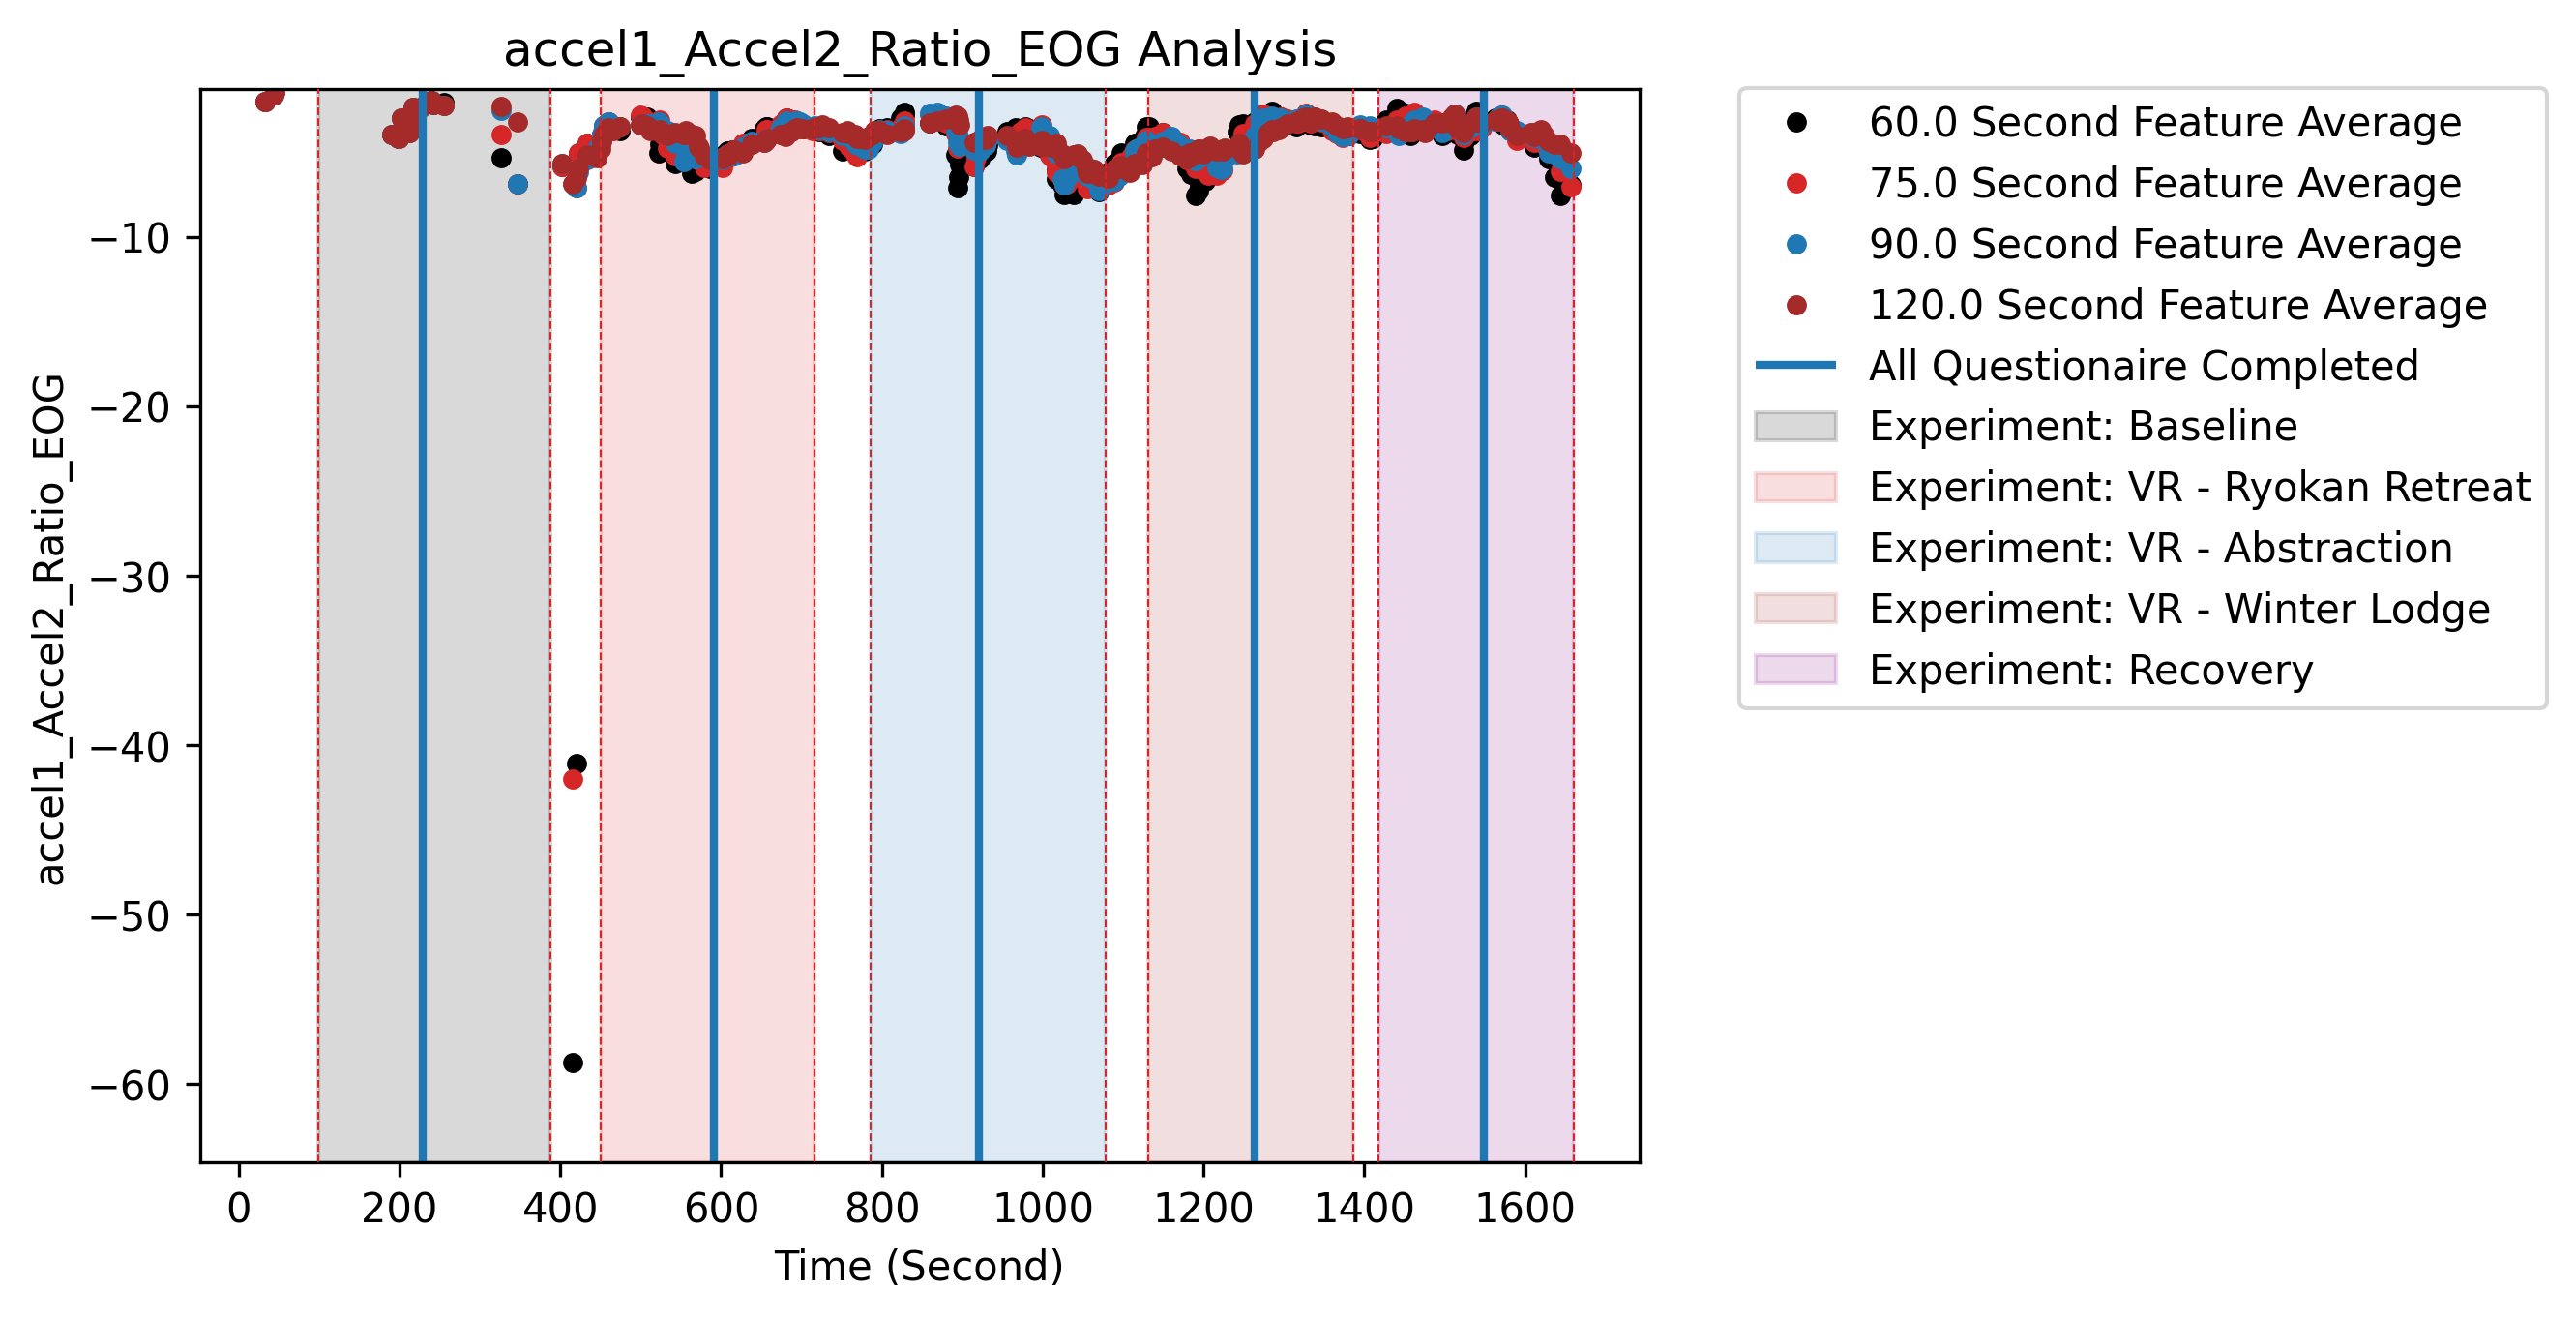 accel1_Accel2_Ratio_EOG Analysis
accel1_Accel2_Ratio_EOG
−10
−20
−30
−40
−50
−60
0 200 400 600 800 1000 1200 1400 1600
Time (Second)
60.0 Second Feature Average
75.0 Second Feature Average
90.0 Second Feature Average
120.0 Second Feature Average
All Questionaire Completed
Experiment: Baseline
Experiment: VR - Ryokan Retreat
Experiment: VR - Abstraction
Experiment: VR - Winter Lodge
Experiment: Recovery